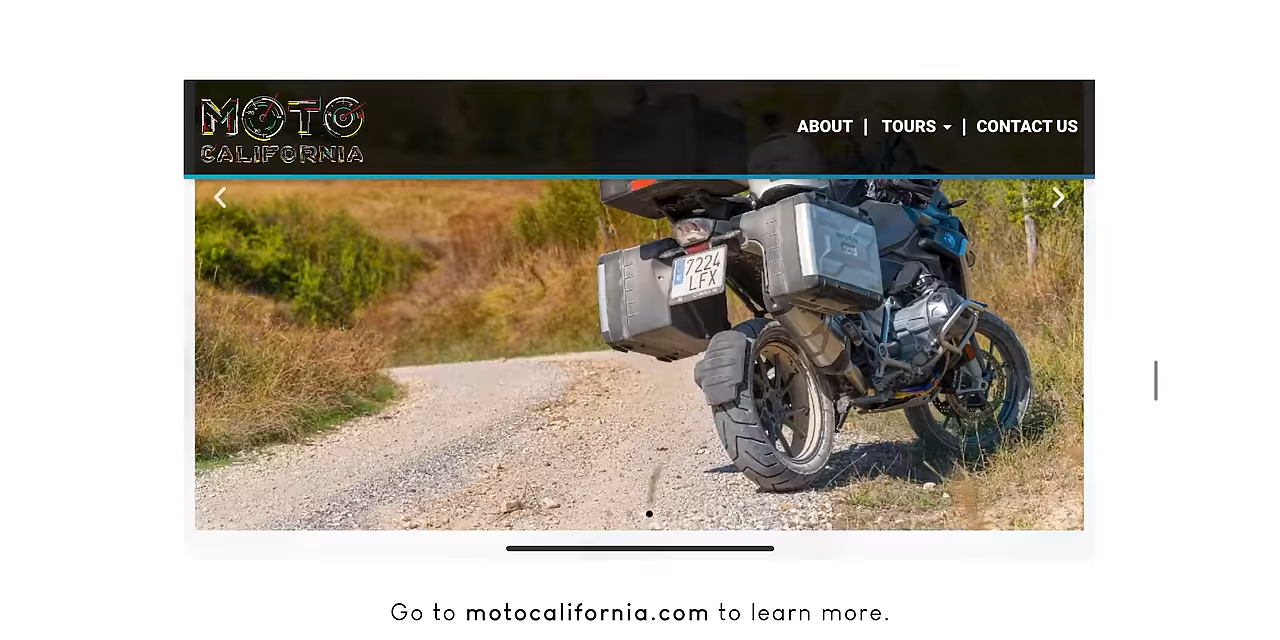 MOTO
CALIFORNIA
ABOUT | TOURS | CONTACT US
7224
LFX
Go to motocalifornia.com to learn more.